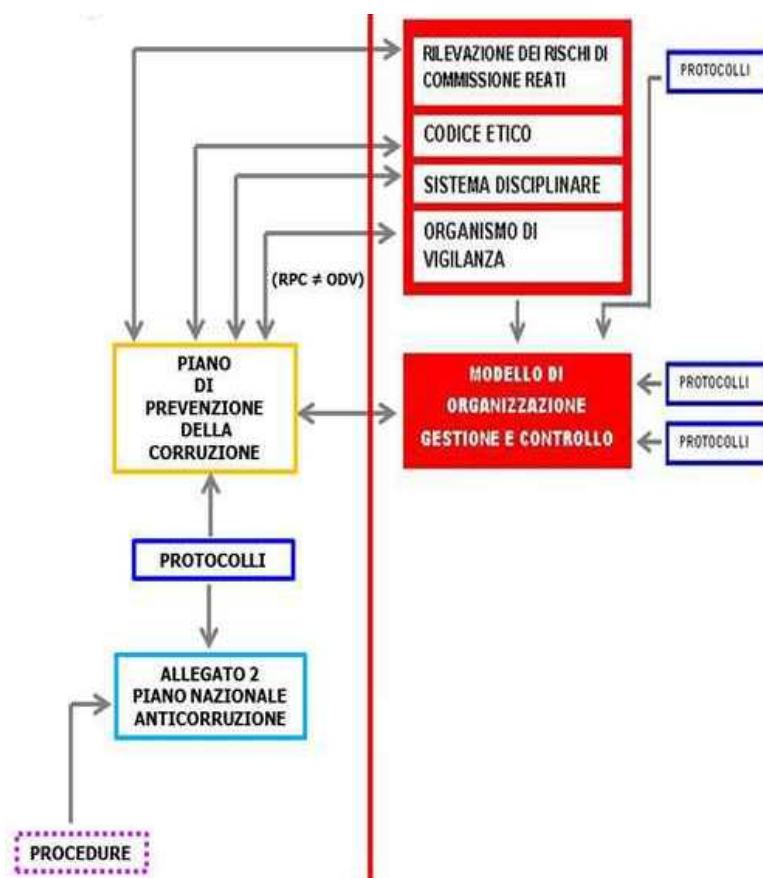 RILEVAZIONE DEI RISCHI DI
COMMISSIONE REATI
PROTOCOLLI
CODICE ETICO
SISTEMA DISCIPLINARE
ORGANISMO DI
VIGILANZA
(RPC ≠ ODV)
PIANO
DI
PREVENZIONE
DELLA
CORRUZIONE
MODELLO DI
ORGANIZZAZIONE
GESTIONE E CONTROLLO
PROTOCOLLI
PROTOCOLLI
PROTOCOLLI
ALLEGATO 2
PIANO NAZIONALE
ANTICORRUZIONE
PROCEDURE